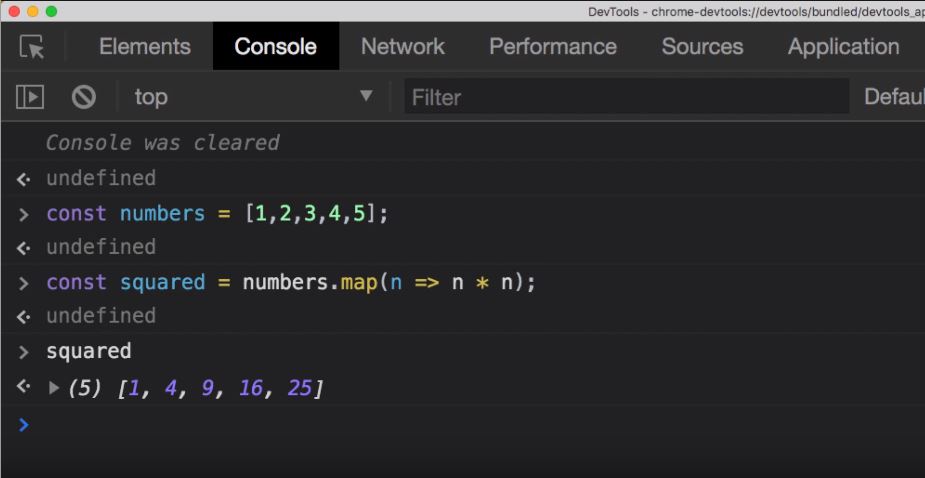 DevTools - chrome-devtools://devtools/bundled/devtools_ap
Elements Console Network Performance Sources Application
top Filter Defaul
Console was cleared
undefined
const numbers = [1,2,3,4,5];
undefined
const squared = numbers.map(n => n * n);
undefined
squared
(5) [1, 4, 9, 16, 25]